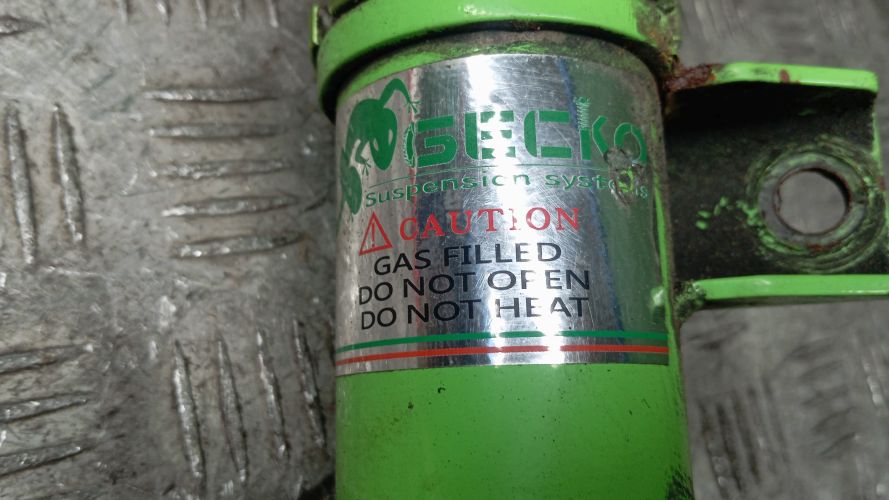 GECKO
suspension systems
CAUTION
GAS FILLED
DO NOT OPEN
DO NOT HEAT